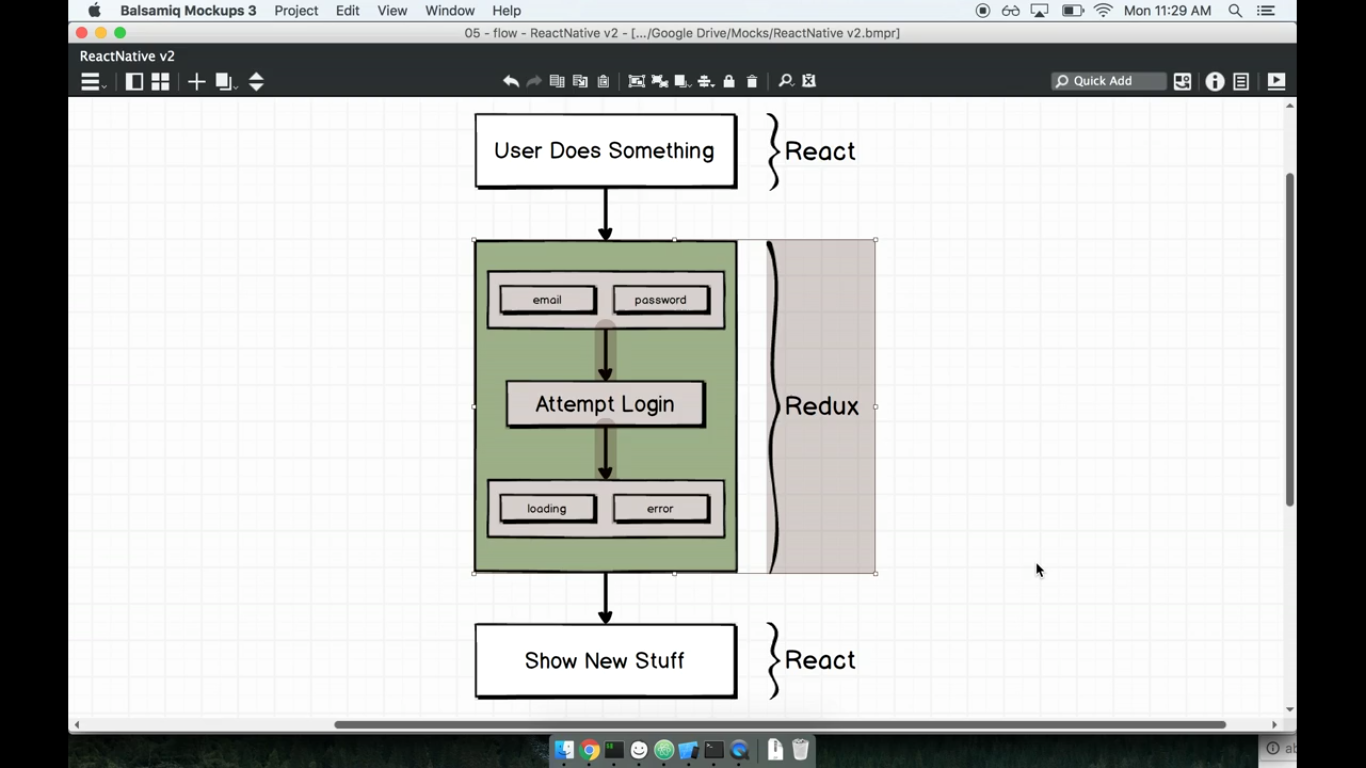 Balsamiq Mockups 3 Project Edit View Window Help Mon 11:29 AM
05 - flow - ReactNative v2 - [.../Google Drive/Mocks/ReactNative v2.bmpr]
ReactNative v2
Quick Add
User Does Something
React
email
password
Attempt Login
Redux
loading
error
Show New Stuff
React